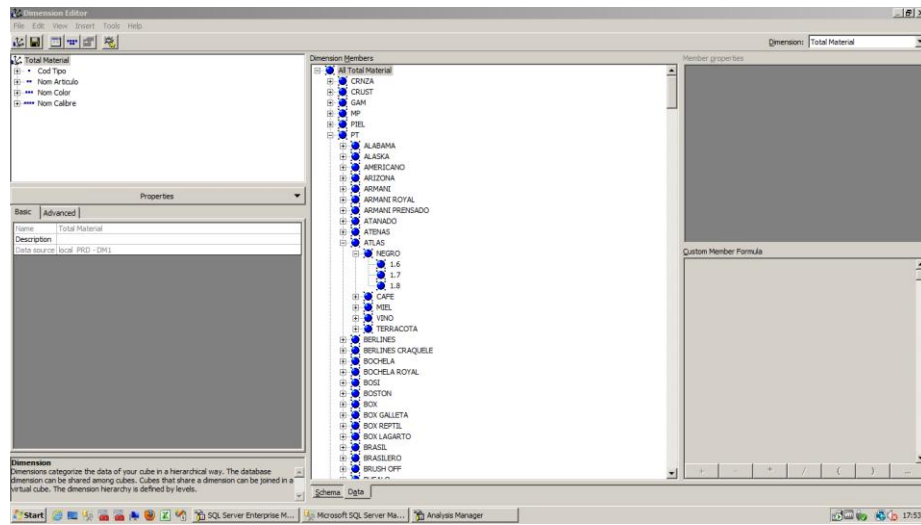 Dimension Editor
File Edit View Insert Tools Help
Dimension: Total Material
Total Material
Cod Tipo
Nom Articulo
Nom Color
Nom Calibre
Properties
Basic Advanced
Name Total Material
Description
Data source local PRD - DM1
Dimension
Dimensions categorize the data of your cube in a hierarchical way. The database
dimension can be shared among cubes. Cubes that share a dimension can be joined in a
virtual cube. The dimension hierarchy is defined by levels.
Dimension Members
All Total Material
CRNZA
CRUST
GAM
MP
PIEL
PT
ALABAMA
ALASKA
AMERICANO
ARIZONA
ARMANI
ARMANI ROYAL
ARMANI PRENSADO
ATANADO
ATENAS
ATLAS
NEGRO
1.6
1.7
1.8
CAFE
MIEL
VINO
TERRACOTA
BERLINES
BERLINES CRAQUELE
BOCHELA
BOCHELA ROYAL
BOSI
BOSTON
BOX
BOX GALLETA
BOX REPTIL
BOX LAGARTO
BRASIL
BRASILERO
BRUSH OFF
Schema Data
Member properties
Custom Member Formula
+ - * / ( ) ...
Start
SQL Server Enterprise M...
Microsoft SQL Server Ma...
Analysis Manager
17:53